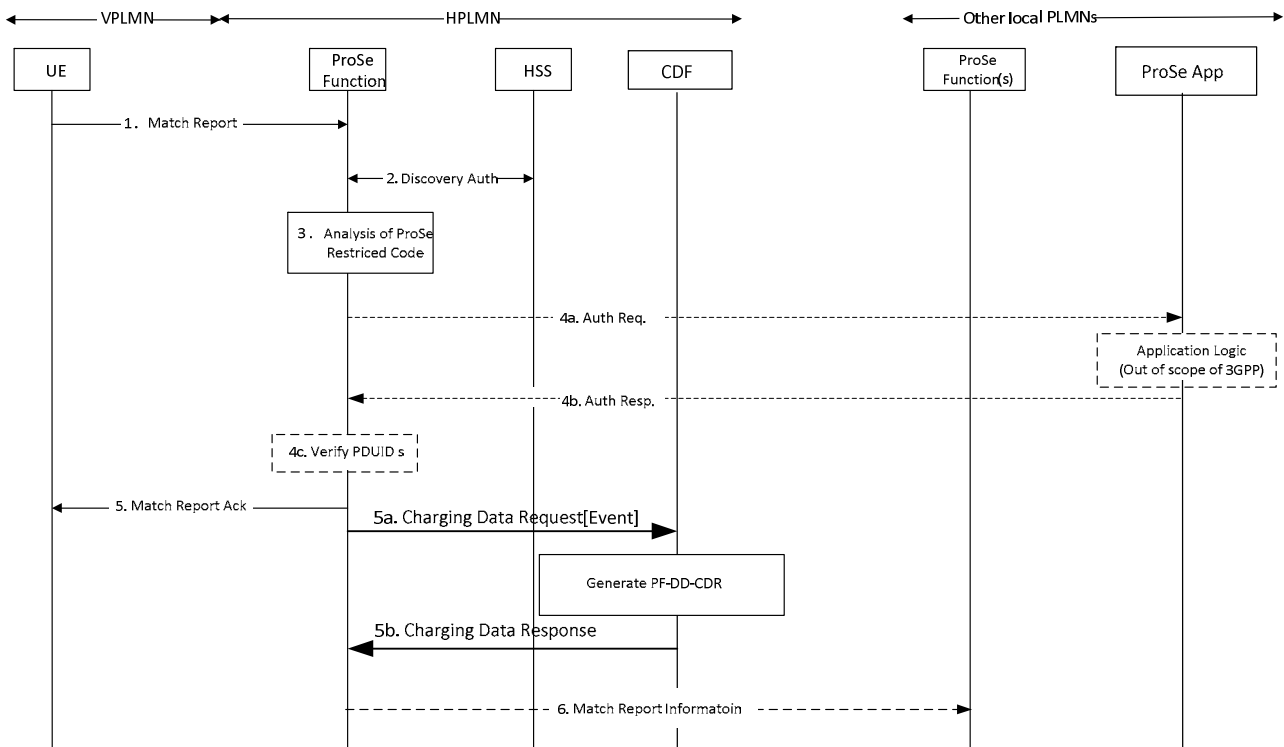 VPLMN
HPLMN
Other local PLMNs
UE
ProSe
Function
HSS
CDF
ProSe
Function(s)
ProSe App
1. Match Report
2. Discovery Auth
3. Analysis of ProSe
Restriced Code
4a. Auth Req.
Application Logic
(Out of scope of 3GPP)
4b. Auth Resp.
4c. Verify PDUID s
5. Match Report Ack
5a. Charging Data Request[Event]
Generate PF-DD-CDR
5b. Charging Data Response
6. Match Report Informatoin